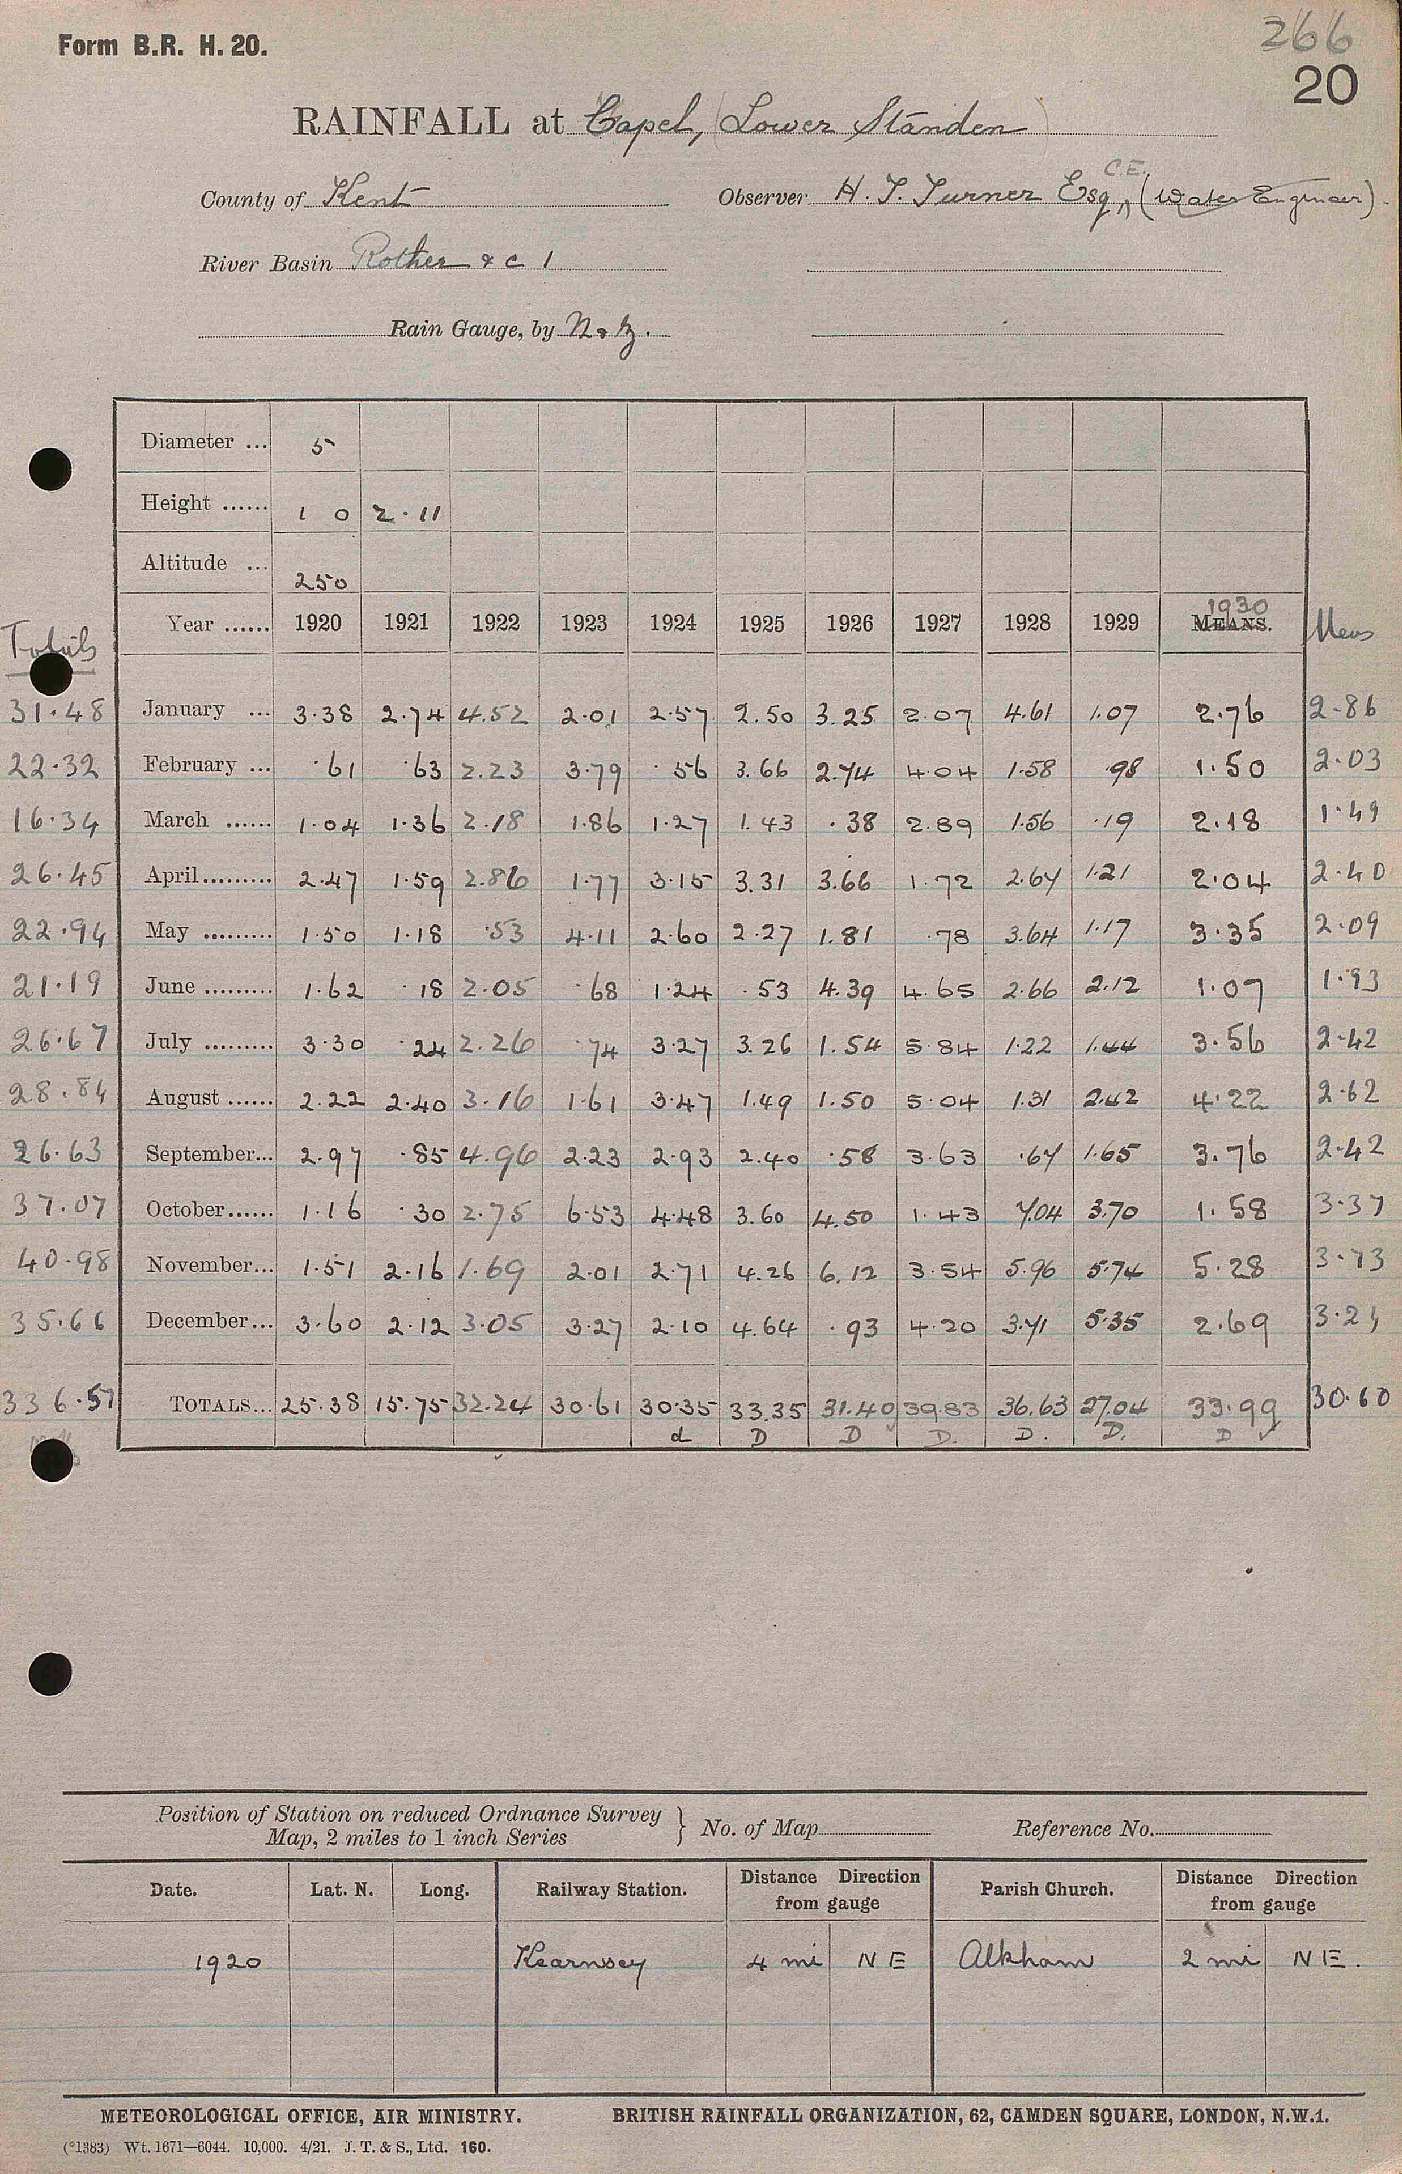 266
Form B.R. H. 20.
20
RAINFALL at Capel, (Lower Standen)
C.E.
County of Kent Observer H. T. Turner Esq (Water Engineer)
River Basin Rother & c 1
Rain Gauge, by N & Z.
Diameter ... 5
Height ...... 1 0 2·11
Altitude ... 250
1930
Totals Year ...... 1920 1921 1922 1923 1924 1925 1926 1927 1928 1929 MEANS. Means
31·48 January ... 3·38 2·74 4.52 2·01 2·57 2.50 3.25 2·07 4.61 1.07 2·76 2·86
22·32 February ... ·61 ·63 2.23 3·79 ·56 3.66 2.74 4·04 1·58 ·98 1·50 2·03
16·34 March ...... 1·04 1·36 2·18 1·86 1·27 1.43 ·38 2·89 1·56 ·19 2·18 1·49
26·45 April......... 2·47 1·59 2·86 1·77 3·15 3.31 3.66 1·72 2·64 1·21 2·04 2·40
22·94 May ......... 1·50 1·18 ·53 4·11 2·60 2·27 1.81 ·78 3.64 1·17 3·35 2·09
21·19 June ......... 1·62 ·18 2·05 ·68 1·24 ·53 4.39 4.65 2·66 2.12 1·07 1·93
26·67 July ......... 3·30 ·24 2.26 ·74 3·27 3.26 1.54 5·84 1·22 1.44 3·56 2·42
28·84 August ...... 2·22 2·40 3·16 1·61 3·47 1.49 1.50 5·04 1·31 2.42 4·22 2·62
26·63 September... 2·97 ·85 4.96 2·23 2·93 2·40 ·58 3·63 ·64 1.65 3·76 2·42
37·07 October...... 1·16 ·30 2·75 6·53 4·48 3.60 4.50 1·43 7.04 3.70 1·58 3·37
40·98 November... 1·51 2·16 1.69 2·01 2·71 4·26 6.12 3·54 5.96 5·74 5·28 3·73
35·66 December... 3·60 2·12 3·05 3·27 2·10 4.64 ·93 4·20 3·71 5·35 2·69 3·24
336·57 TOTALS... 25·38 15·75 32·24 30·61 30·35 33.35 31.40 39.83 36.63 27.04 33·99 30·60
d D D D. D. D. D
Position of Station on reduced Ordnance Survey
Map, 2 miles to 1 inch Series } No. of Map Reference No.
Date. Lat. N. Long. Railway Station. Distance Direction from gauge Parish Church. Distance Direction from gauge
1920 Kearnsey 4 mi NE Alkham 2 mi NE.
METEOROLOGICAL OFFICE, AIR MINISTRY. BRITISH RAINFALL ORGANIZATION, 62, CAMDEN SQUARE, LONDON, N.W.1.
(°1383) Wt. 1671—6044. 10,000. 4/21. J. T. & S., Ltd. 160.